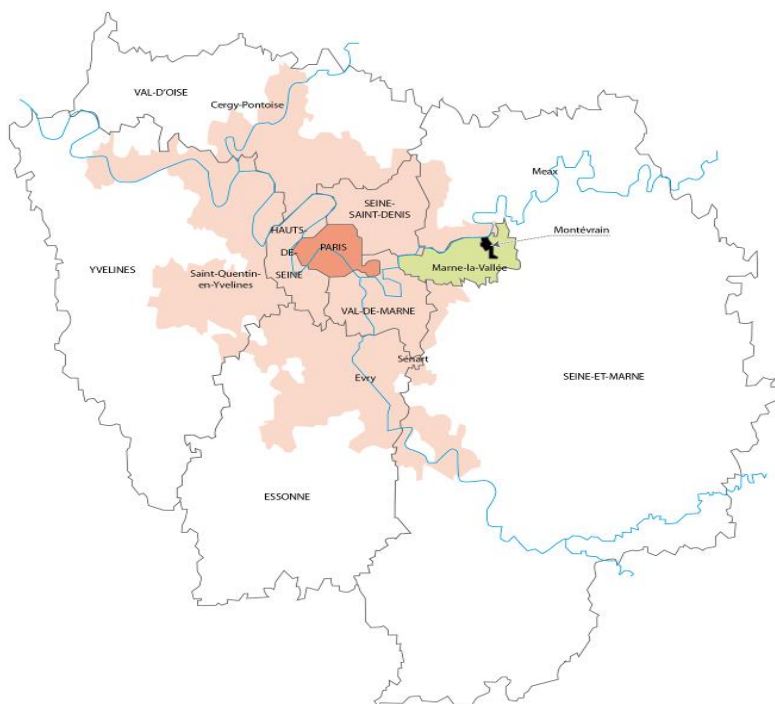 VAL-D'OISE
Cergy-Pontoise
Meax
SEINE-
SAINT-DENIS
Montévrain
HAUTS-
DE-
SEINE
PARIS
Marne-la-Vallée
YVELINES
Saint-Quentin-
en-Yvelines
VAL-DE-MARNE
Sénart
Evry
SEINE-ET-MARNE
ESSONNE